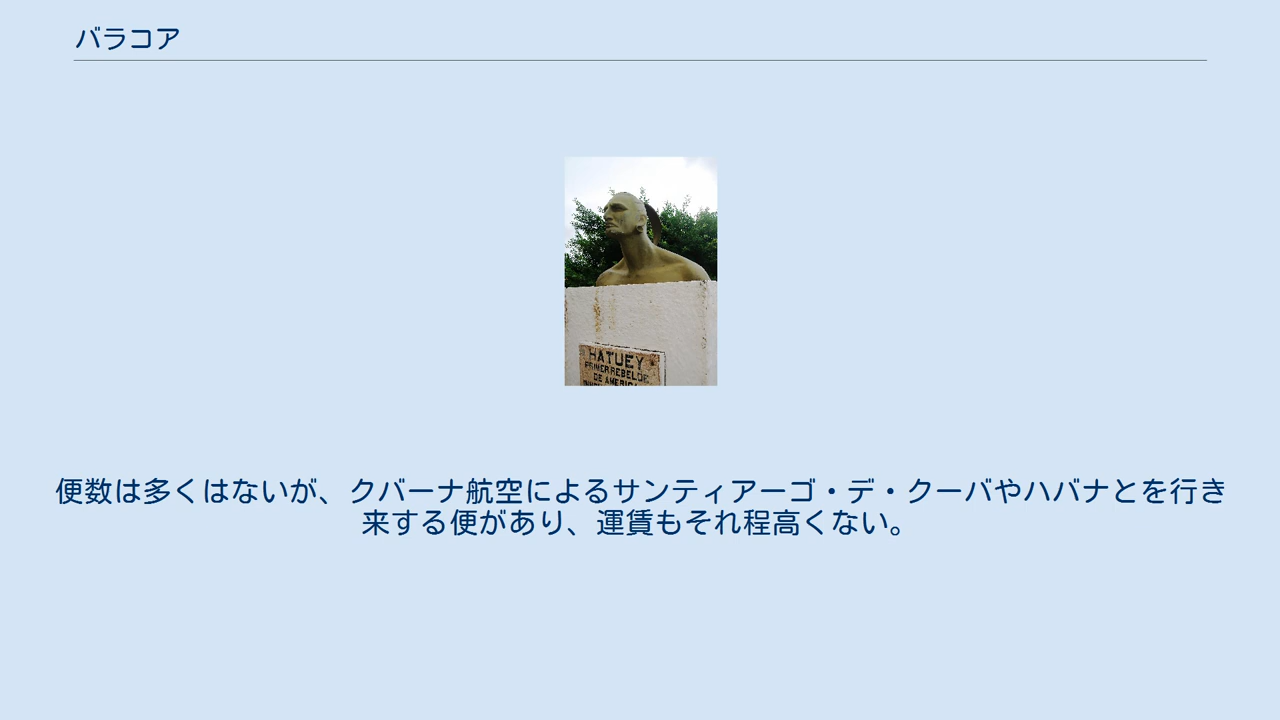 バラコア
HATUEY
PRIMER REBELDE
DE AMERICA
便数は多くはないが、クバーナ航空によるサンティアーゴ・デ・クーバやハバナとを行き
来する便があり、運賃もそれ程高くない。